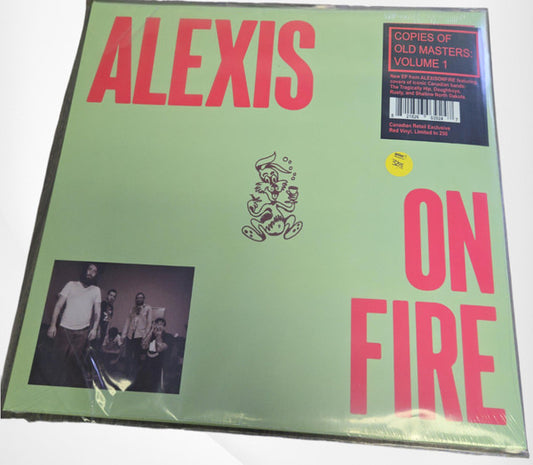 ALEXIS
COPIES OF
OLD MASTERS:
VOLUME 1
New EP from ALEXISONFIRE featuring
covers of iconic Canadian bands:
The Tragically Hip, Doughboys,
Rusty, and Shallow North Dakota.
Canadian Retail Exclusive
Red Vinyl. Limited to 250
ON
FIRE